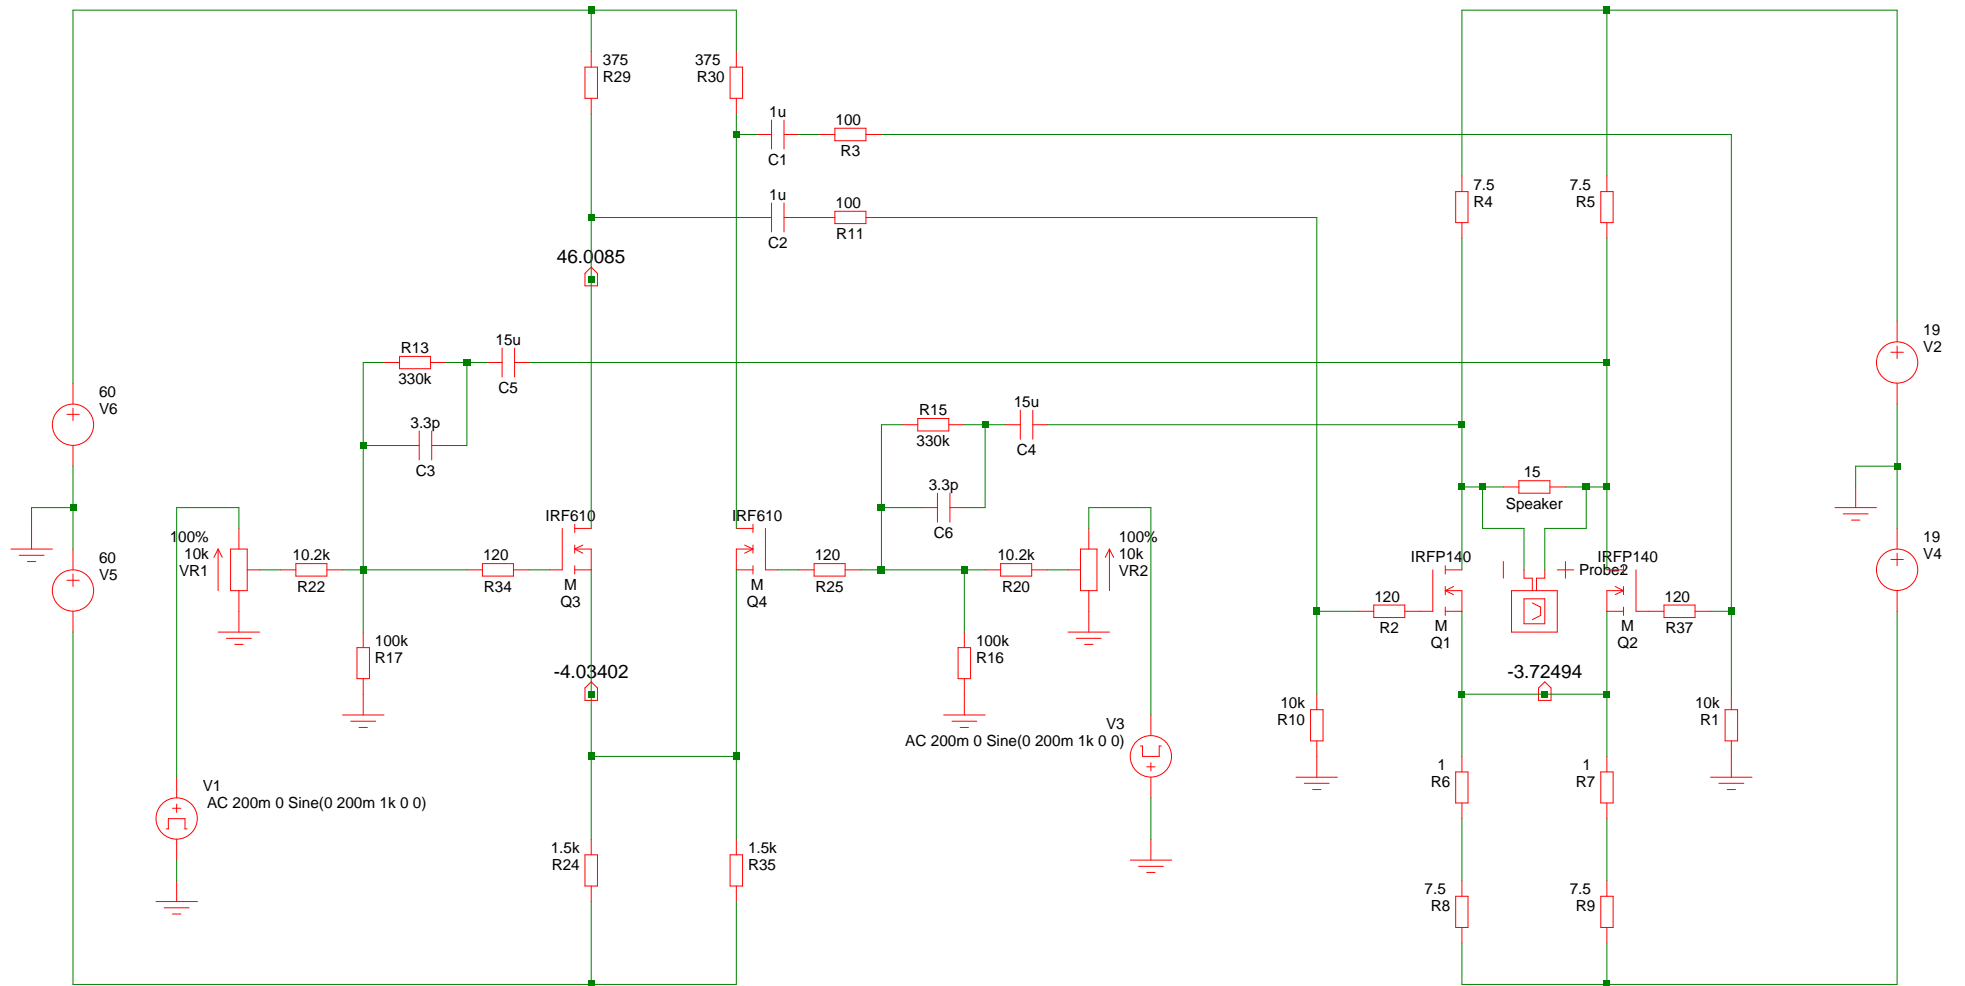 375
R29
375
R30
1u
C1
100
R3
1u
C2
100
R11
7.5
R4
7.5
R5
46.0085
R13
330k
15u
C5
3.3p
C3
60
V6
60
V5
R15
330k
15u
C4
3.3p
C6
19
V2
19
V4
15
Speaker
IRF610
IRF610
100%
10k
VR1
10.2k
R22
120
R34
M
Q3
M
Q4
120
R25
10.2k
R20
100%
10k
VR2
IRFP140
IRFP140
Probe2
120
R2
M
Q1
M
Q2
120
R37
100k
R17
-4.03402
100k
R16
-3.72494
10k
R10
10k
R1
V3
AC 200m 0 Sine(0 200m 1k 0 0)
V1
AC 200m 0 Sine(0 200m 1k 0 0)
1
R6
1
R7
1.5k
R24
1.5k
R35
7.5
R8
7.5
R9